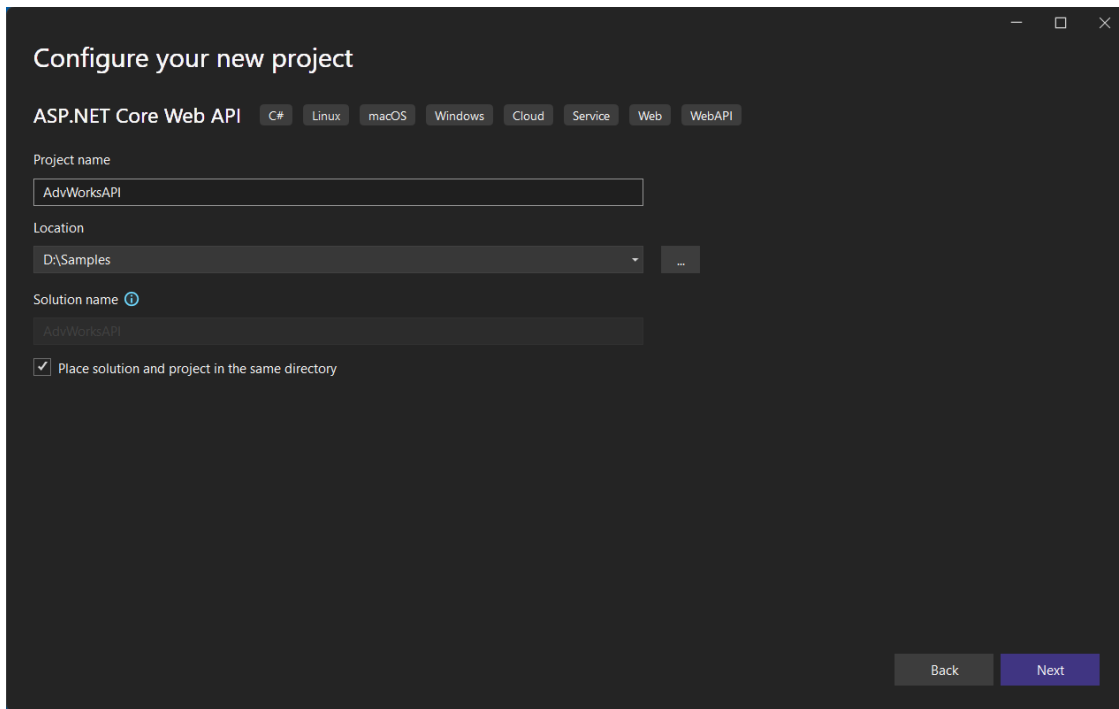 Configure your new project
ASP.NET Core Web API C# Linux macOS Windows Cloud Service Web WebAPI
Project name
AdvWorksAPI
Location
D:\Samples
...
Solution name
AdvWorksAPI
Place solution and project in the same directory
Back Next